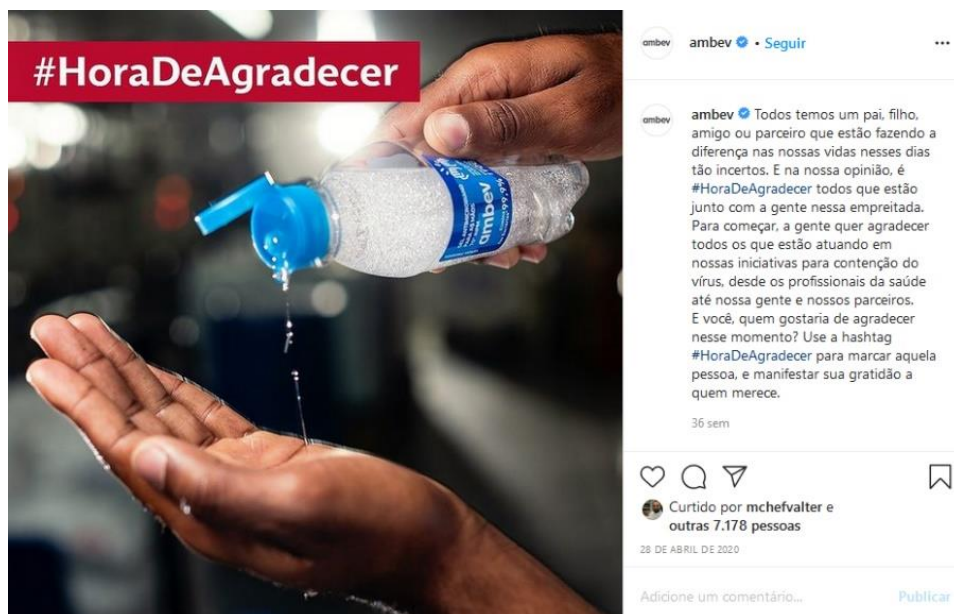 #HoraDeAgradecer
ambev
99.9%
ambev
ambev • Seguir
ambev
ambev Todos temos um pai, filho,
amigo ou parceiro que estão fazendo a
diferença nas nossas vidas nesses dias
tão incertos. E na nossa opinião, é
#HoraDeAgradecer todos que estão
junto com a gente nessa empreitada.
Para começar, a gente quer agradecer
todos os que estão atuando em
nossas iniciativas para contenção do
vírus, desde os profissionais da saúde
até nossa gente e nossos parceiros.
E você, quem gostaria de agradecer
nesse momento? Use a hashtag
#HoraDeAgradecer para marcar aquela
pessoa, e manifestar sua gratidão a
quem merece.
36 sem
Curtido por mchefvalter e
outras 7.178 pessoas
28 DE ABRIL DE 2020
Adicione um comentário... Publicar